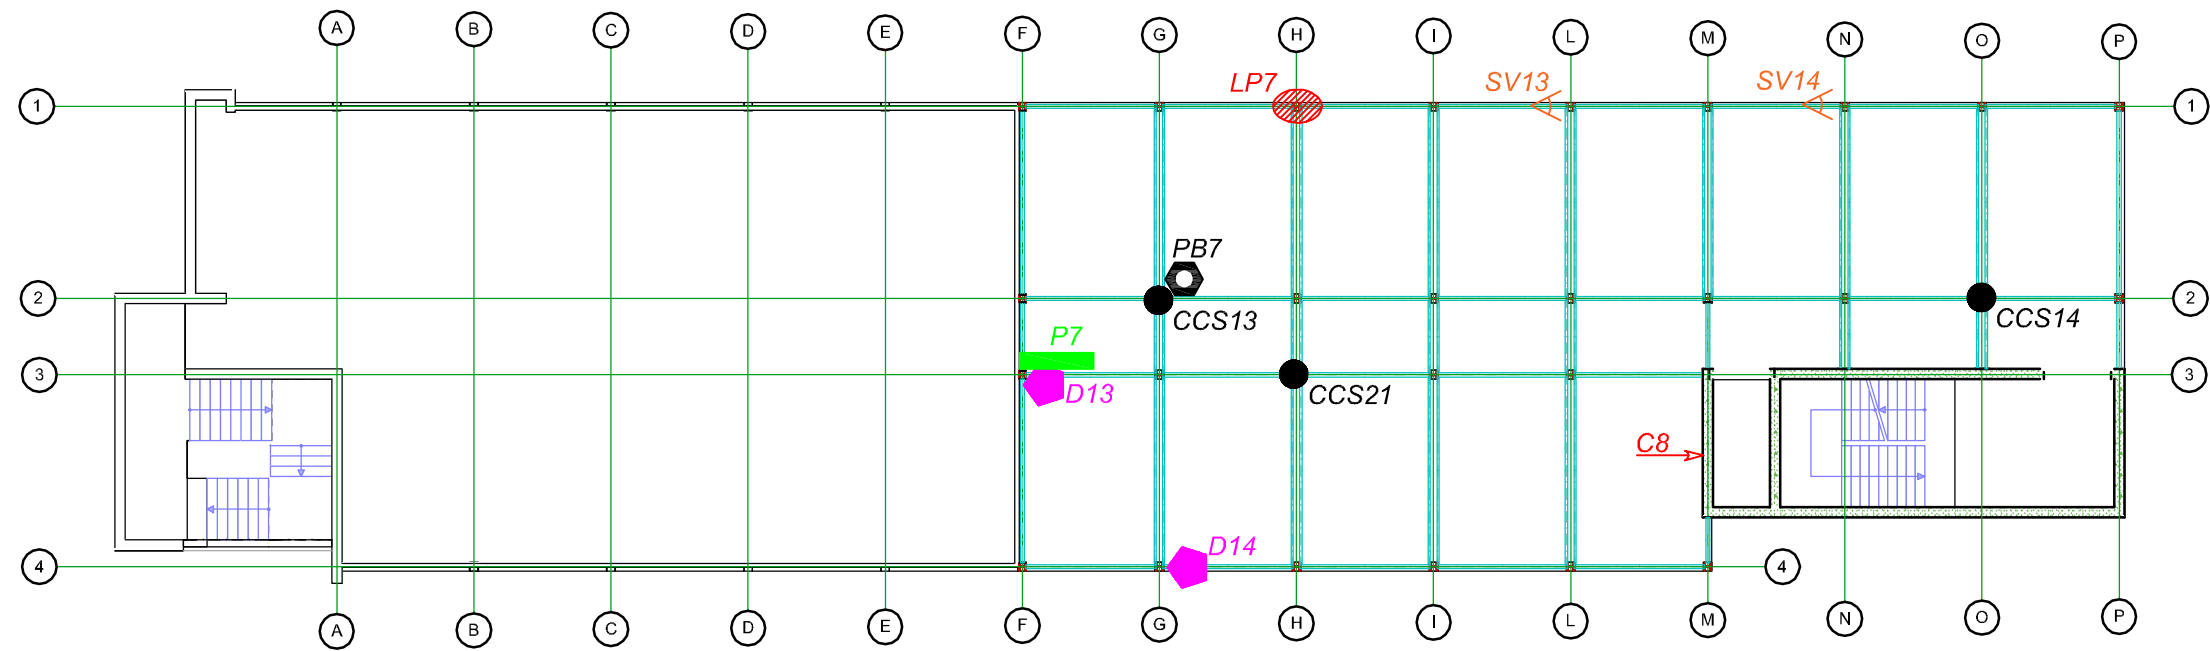 A B C D E F G H I L M N O P
LP7 SV13 SV14
1 1
PB7
2 2
CCS13 CCS14
P7
3 3
D13 CCS21
C8
D14
4 4
A B C D E F G H I L M N O P